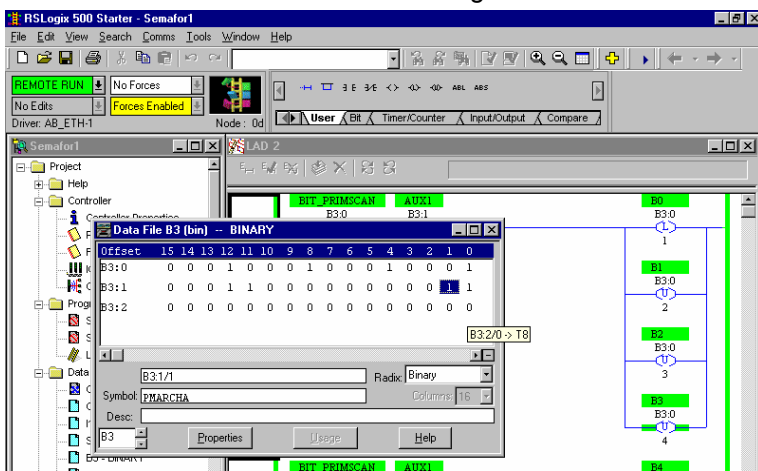 RSLogix 500 Starter - Semafor1
File Edit View Search Comms Tools Window Help
REMOTE RUN No Forces
No Edits Forces Enabled
Driver: AB_ETH-1 Node : 0d
ABL ABS
User Bit Timer/Counter Input/Output Compare
Semafor1
LAD 2
Project
Help
Controller
Controller Properties
Data
BIT_PRIMSCAN AUX1 B0
B3:0 B3:1 B3:0
L
1
B1
B3:0
U
2
B2
B3:0
U
3
B3
B3:0
U
4
BIT_PRIMSCAN AUX1 B4
Data File B3 (bin) -- BINARY
Offset 15 14 13 12 11 10 9 8 7 6 5 4 3 2 1 0
B3:0 0 0 0 1 0 0 0 1 0 0 0 1 0 0 0 1
B3:1 0 0 0 1 1 0 0 0 0 0 0 0 0 0 1 1
B3:2 0 0 0 0 0 0 0 0 0 0 0 0 0 0 0 0
B3:2/0 -> T8
B3:1/1 Radix: Binary
Symbol: PMARCHA Columns: 16
Desc:
B3 Properties Usage Help